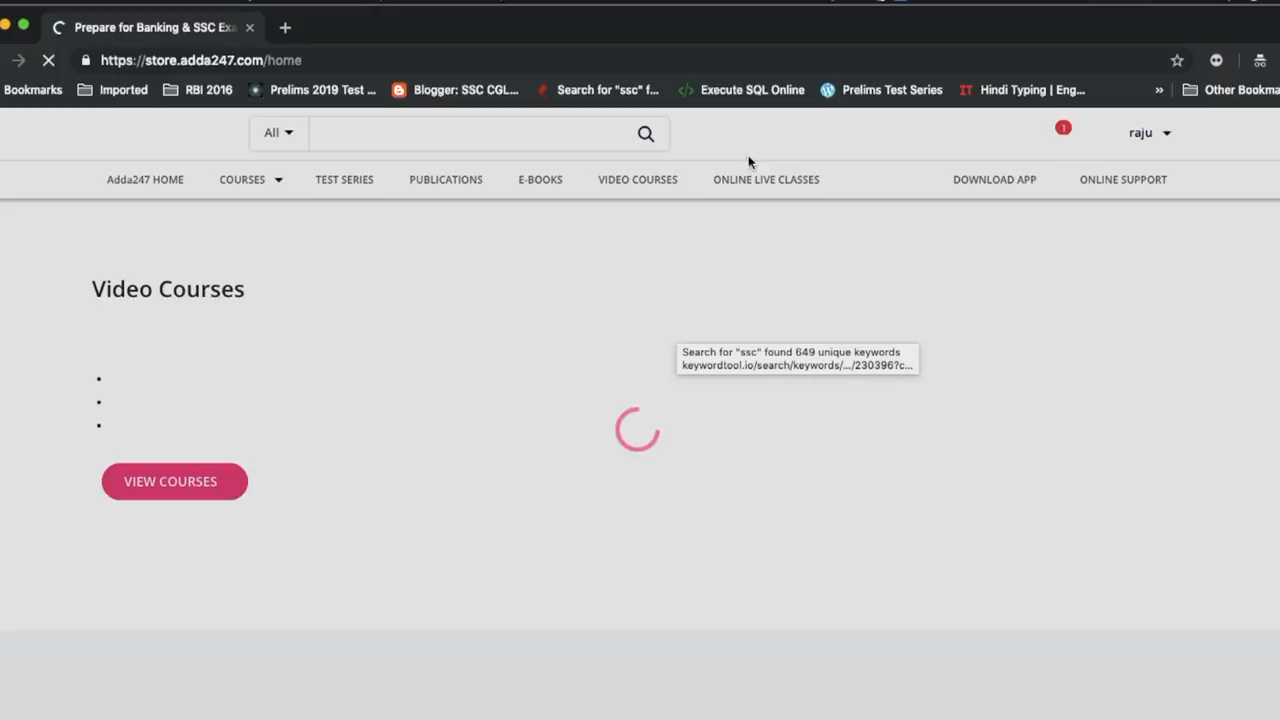 Prepare for Banking & SSC Exa
https://store.adda247.com/home
Bookmarks Imported RBI 2016 Prelims 2019 Test ... Blogger: SSC CGL... Search for "ssc" f... Execute SQL Online Prelims Test Series IT Hindi Typing | Eng... » Other Bookma
All 1 raju
Adda247 HOME COURSES TEST SERIES PUBLICATIONS E-BOOKS VIDEO COURSES ONLINE LIVE CLASSES DOWNLOAD APP ONLINE SUPPORT
Video Courses
Search for "ssc" found 649 unique keywords
keywordtool.io/search/keywords/.../230396?c...
VIEW COURSES